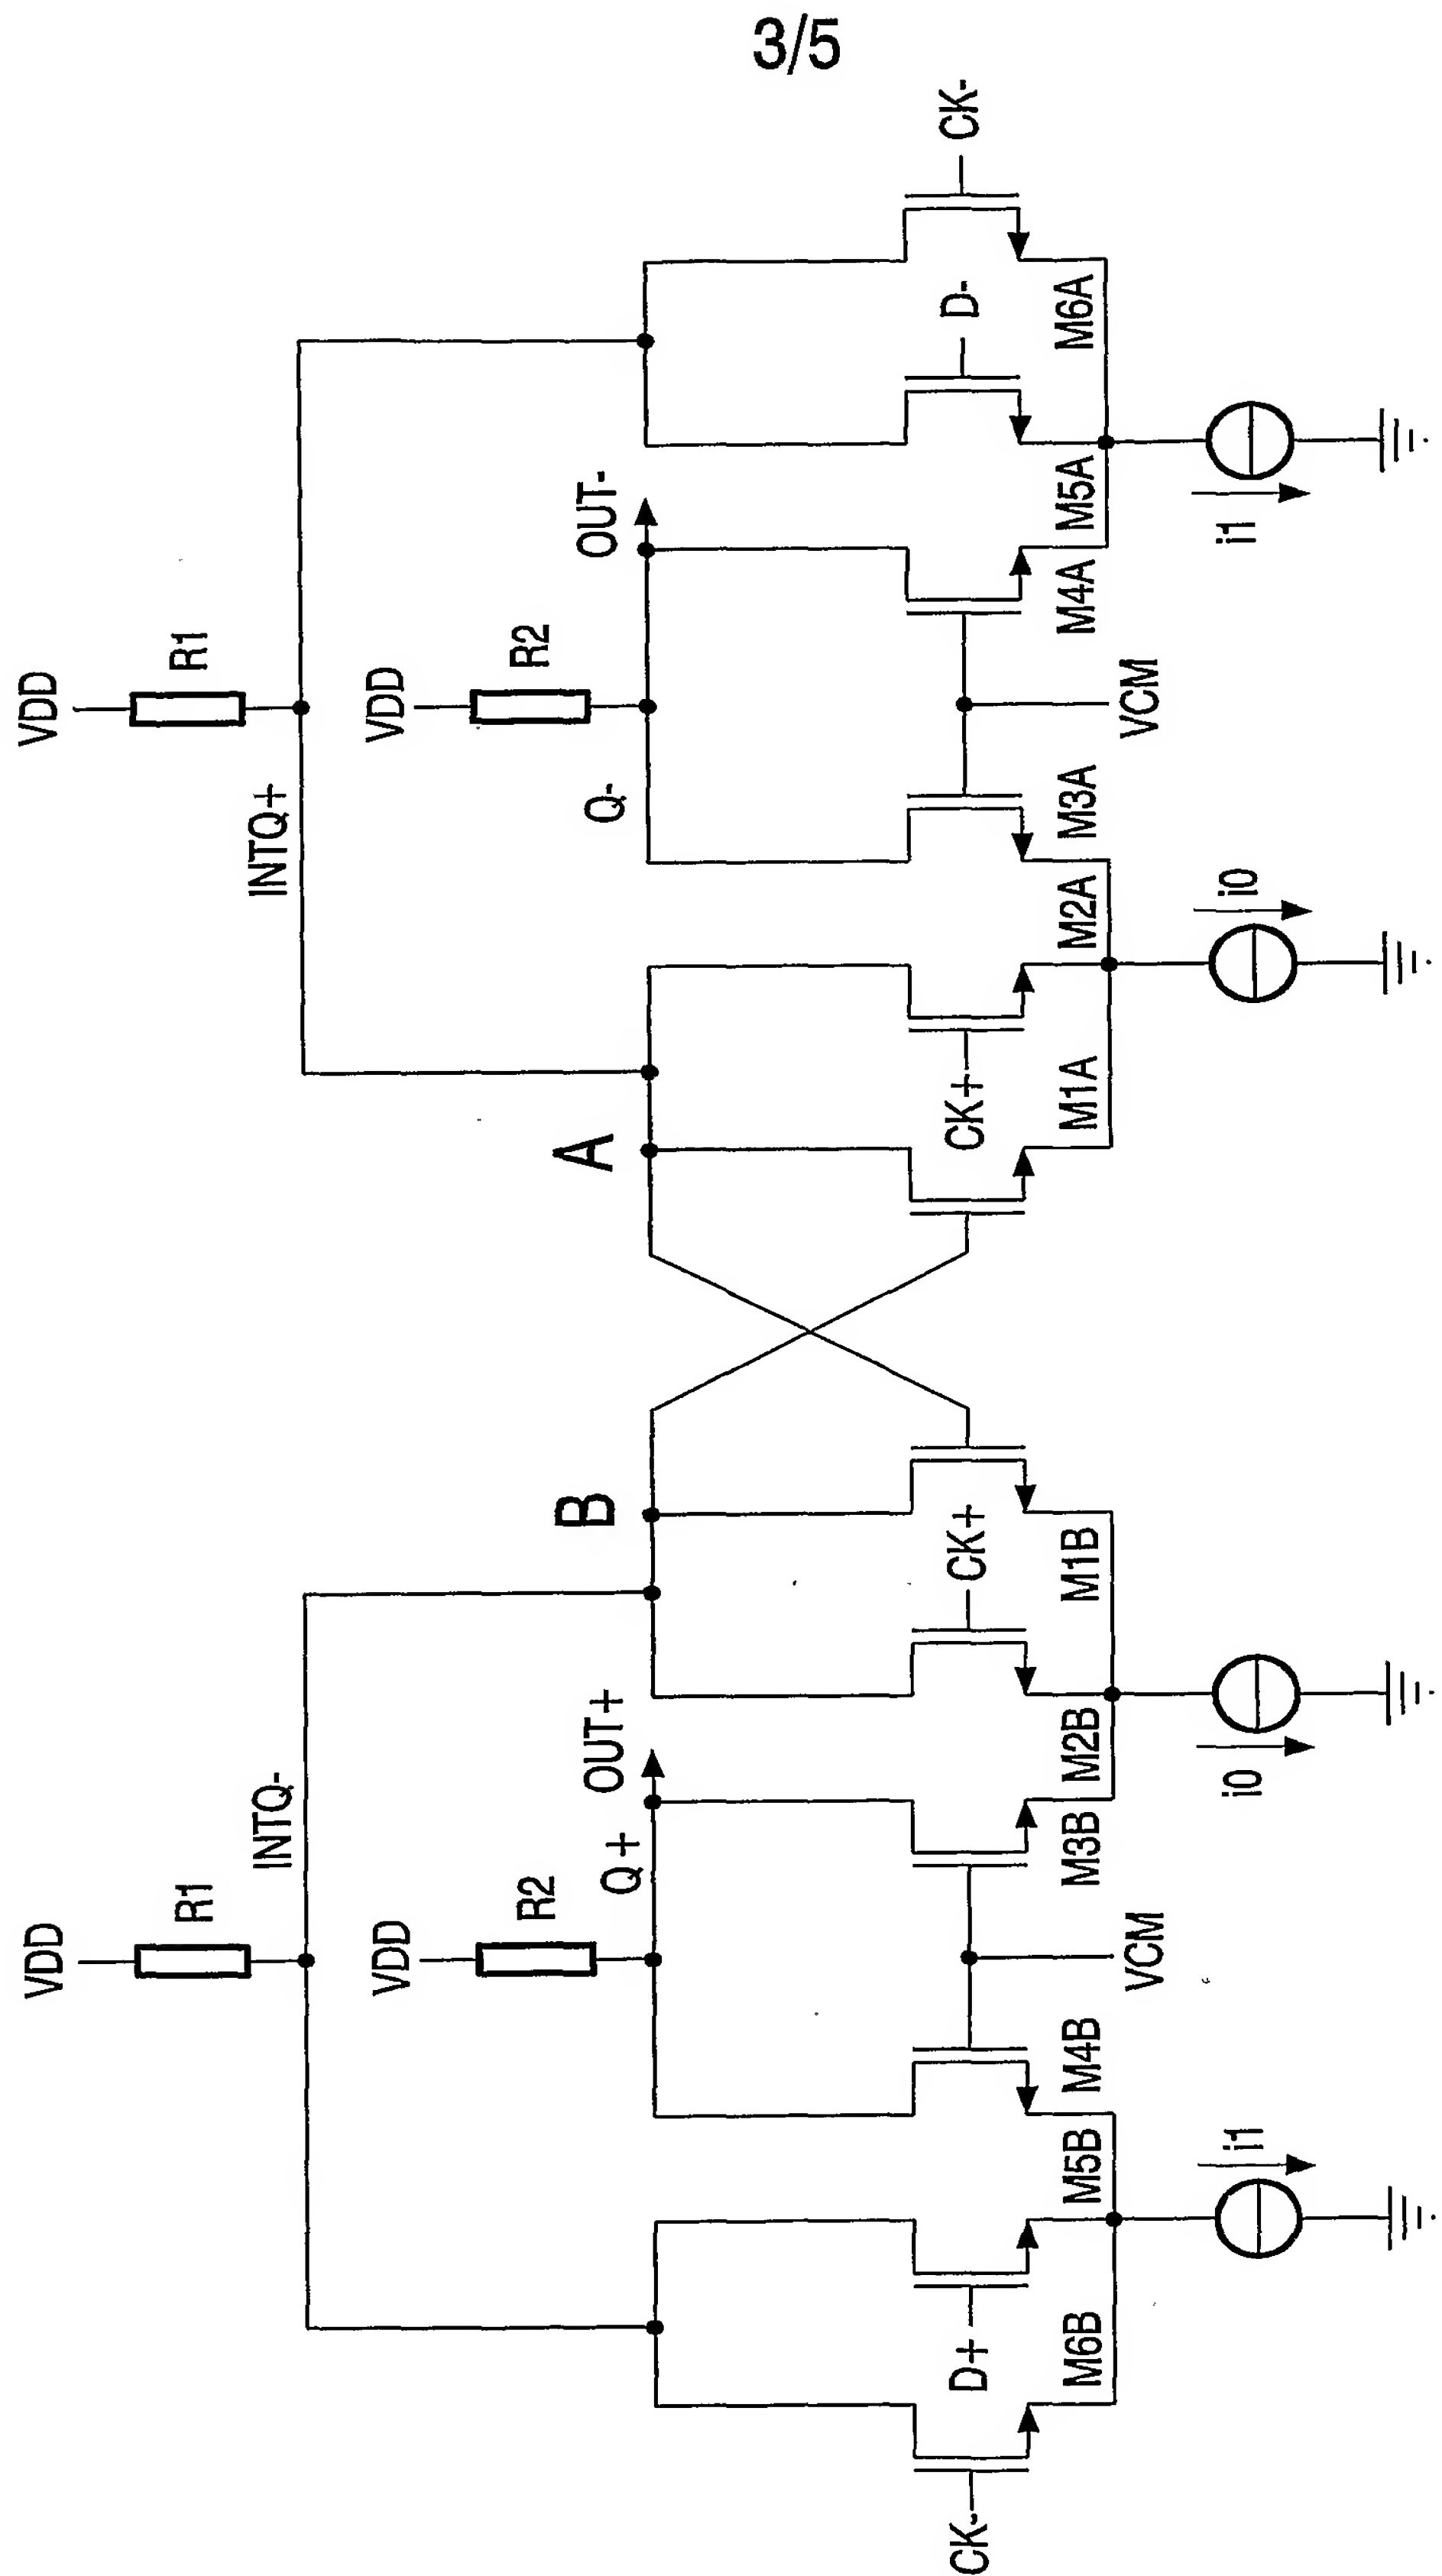 3/5
VDD
R1
INTQ-
VDD
R2
Q+
OUT+
B
VDD
R1
INTQ+
VDD
R2
Q-
OUT-
A
CK-
D+
CK+
CK+
D-
CK-
M6B
M5B
M4B
VCM
M3B
M2B
M1B
M1A
M2A
M3A
VCM
M4A
M5A
M6A
i1
i0
i0
i1